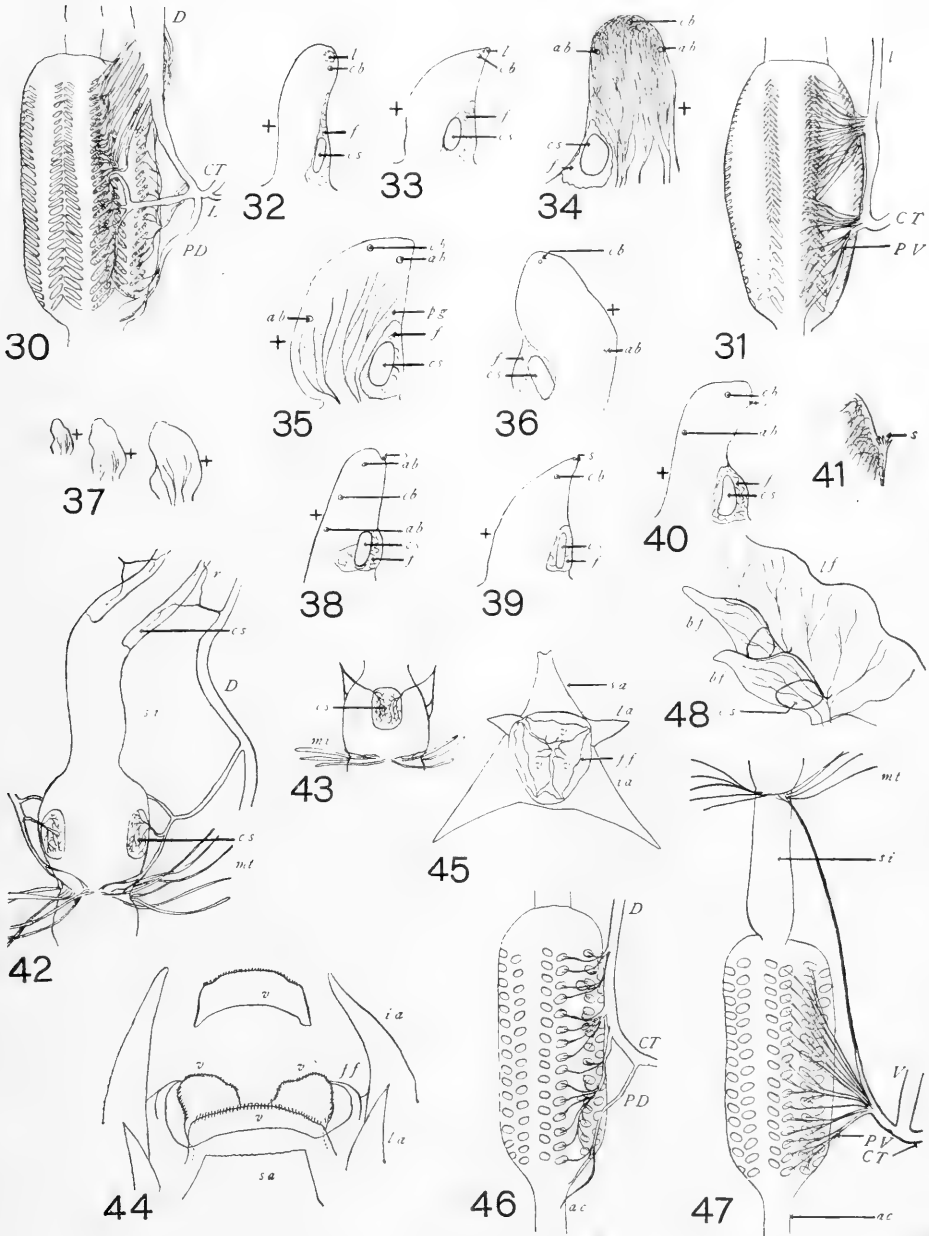 D
CT
L
PD
30
l
cb
f
cs
32
l
cb
f
cs
33
cb
ab
ab
cs
f
34
l
CT
PV
31
cb
ab
ab
pg
f
cs
35
cb
ab
f
cs
36
37
ab
cb
ab
cs
f
38
s
cb
cs
f
39
cb
ab
f
cs
40
s
41
r
cs
D
si
cs
mt
42
cs
mt
43
sa
la
ff
ia
45
lf
bf
bf
cs
48
v
ia
v
v
ff
v
la
sa
44
D
CT
PD
ac
46
mt
si
V
PV
CT
ac
47